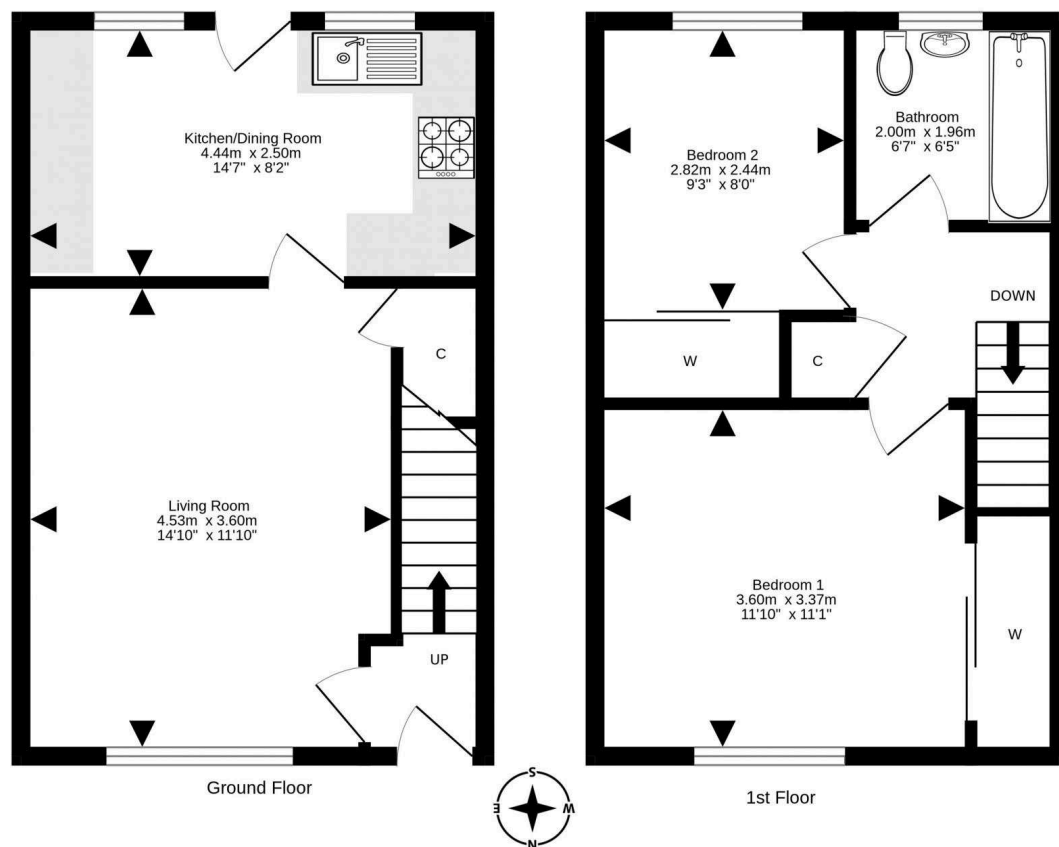 Kitchen/Dining Room
4.44m x 2.50m
14'7" x 8'2"
C
Living Room
4.53m x 3.60m
14'10" x 11'10"
UP
Ground Floor
Bedroom 2
2.82m x 2.44m
9'3" x 8'0"
Bathroom
2.00m x 1.96m
6'7" x 6'5"
DOWN
W
C
Bedroom 1
3.60m x 3.37m
11'10" x 11'1"
W
1st Floor
S
E
W
N